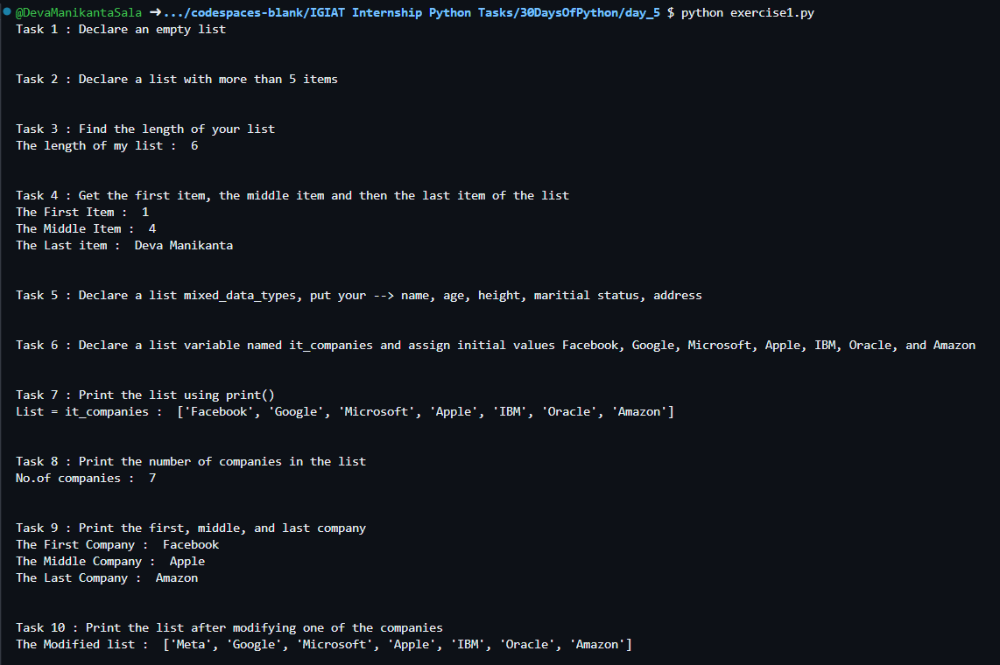 @DevaManikantaSala ➜.../codespaces-blank/IGIAT Internship Python Tasks/30DaysOfPython/day_5 $ python exercise1.py
Task 1 : Declare an empty list
Task 2 : Declare a list with more than 5 items
Task 3 : Find the length of your list
The length of my list :  6
Task 4 : Get the first item, the middle item and then the last item of the list
The First Item :  1
The Middle Item :  4
The Last item :  Deva Manikanta
Task 5 : Declare a list mixed_data_types, put your --> name, age, height, maritial status, address
Task 6 : Declare a list variable named it_companies and assign initial values Facebook, Google, Microsoft, Apple, IBM, Oracle, and Amazon
Task 7 : Print the list using print()
List = it_companies :  ['Facebook', 'Google', 'Microsoft', 'Apple', 'IBM', 'Oracle', 'Amazon']
Task 8 : Print the number of companies in the list
No.of companies :  7
Task 9 : Print the first, middle, and last company
The First Company :  Facebook
The Middle Company :  Apple
The Last Company :  Amazon
Task 10 : Print the list after modifying one of the companies
The Modified list :  ['Meta', 'Google', 'Microsoft', 'Apple', 'IBM', 'Oracle', 'Amazon']